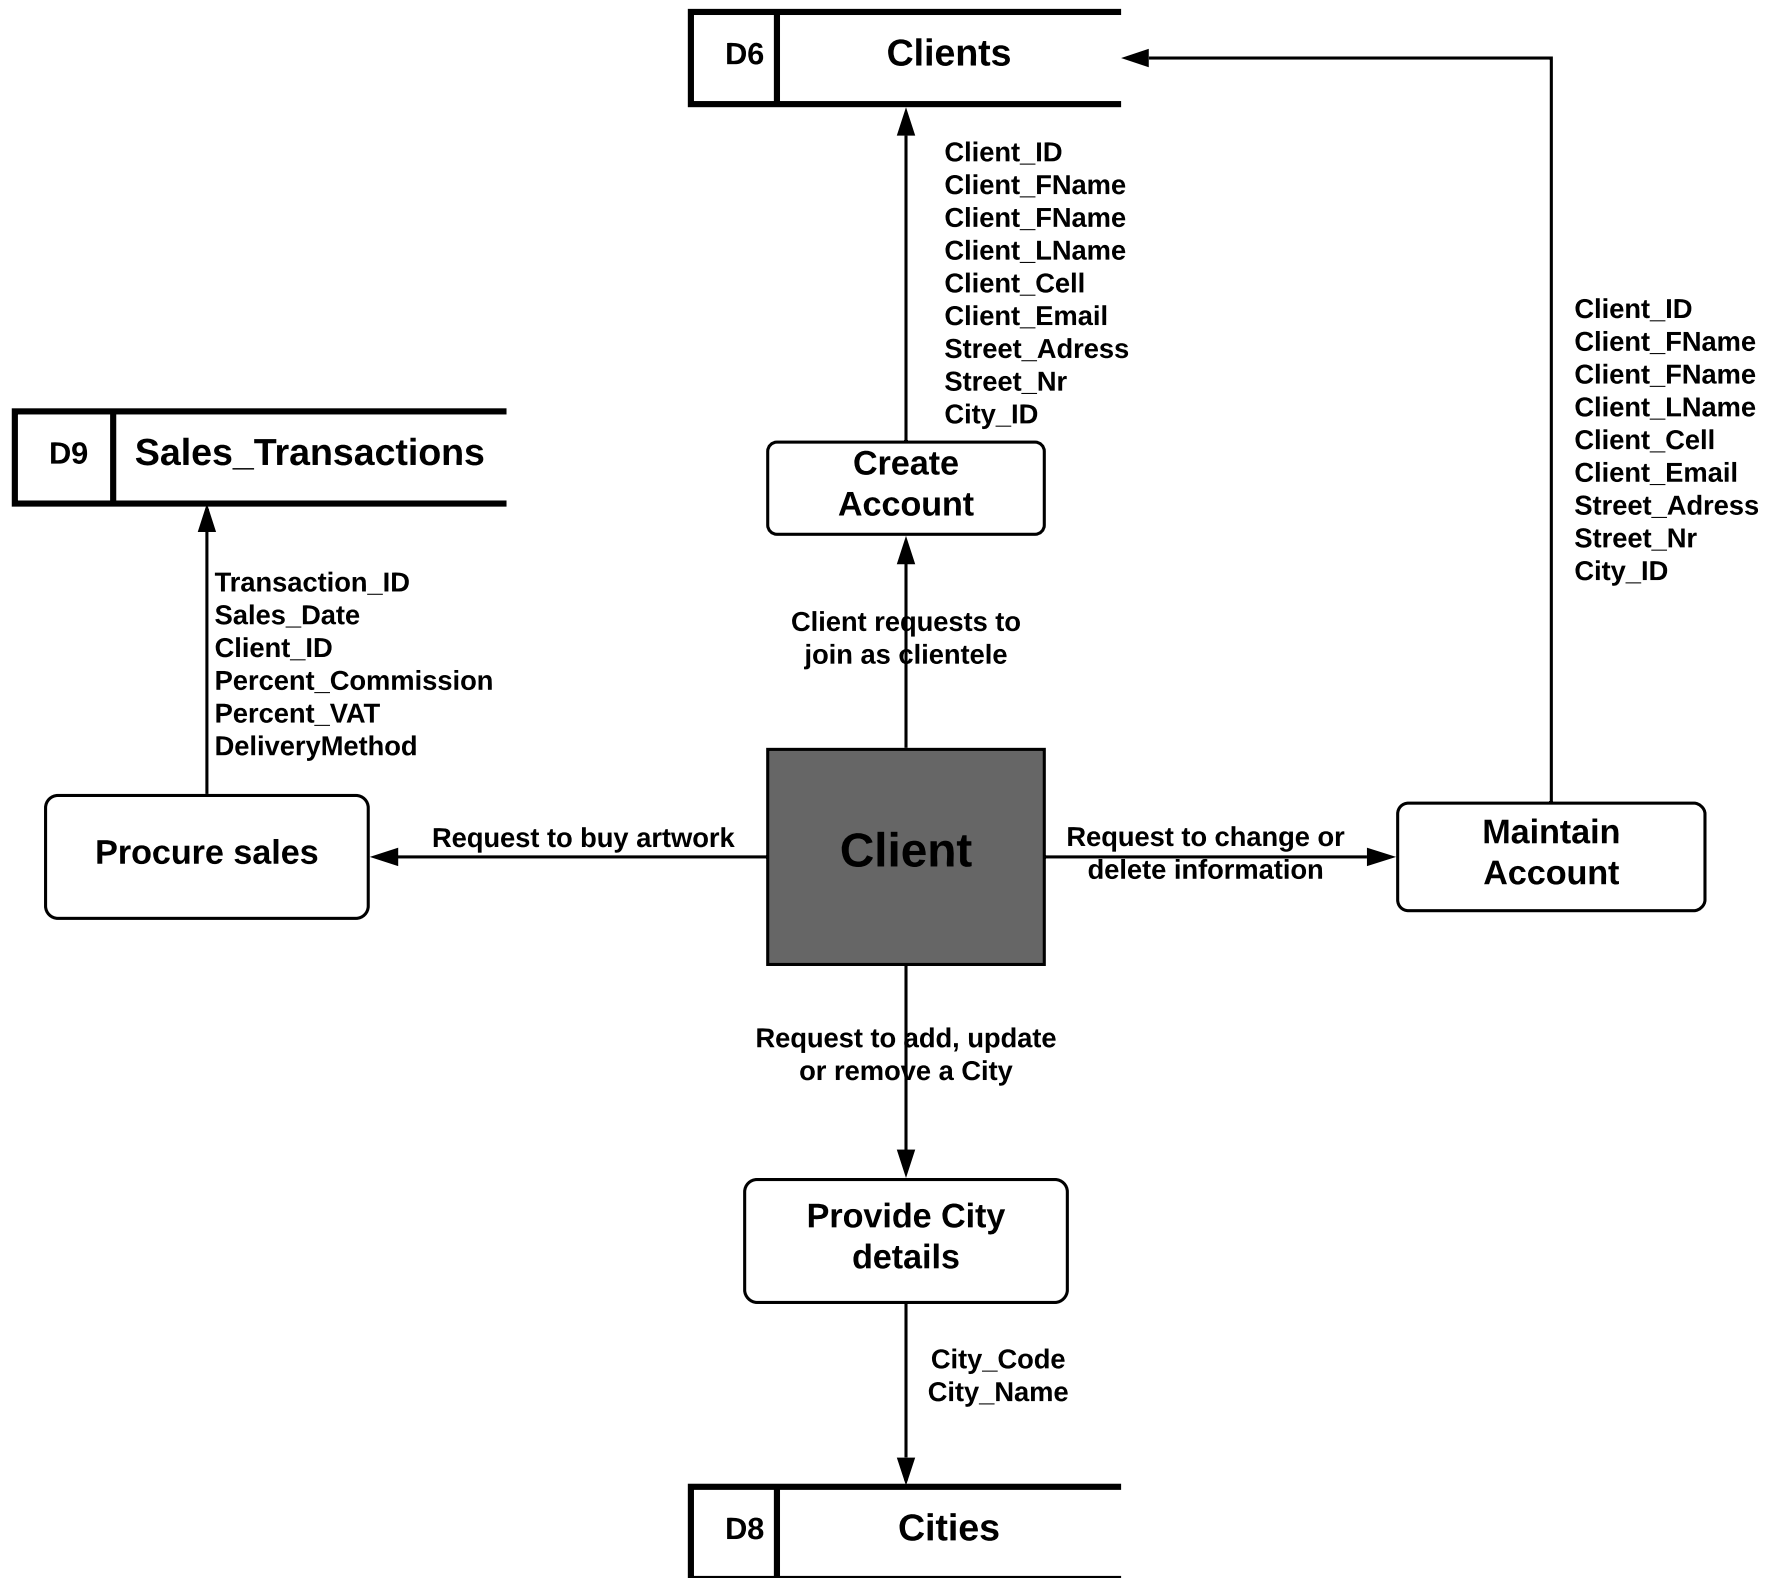 D6
Clients
Client_ID
Client_FName
Client_FName
Client_LName
Client_Cell
Client_Email
Street_Adress
Street_Nr
City_ID
Client_ID
Client_FName
Client_FName
Client_LName
Client_Cell
Client_Email
Street_Adress
Street_Nr
City_ID
D9
Sales_Transactions
Create
Account
Transaction_ID
Sales_Date
Client_ID
Percent_Commission
Percent_VAT
DeliveryMethod
Client requests to
join as clientele
Procure sales
Request to buy artwork
Client
Request to change or
delete information
Maintain
Account
Request to add, update
or remove a City
Provide City
details
City_Code
City_Name
D8
Cities